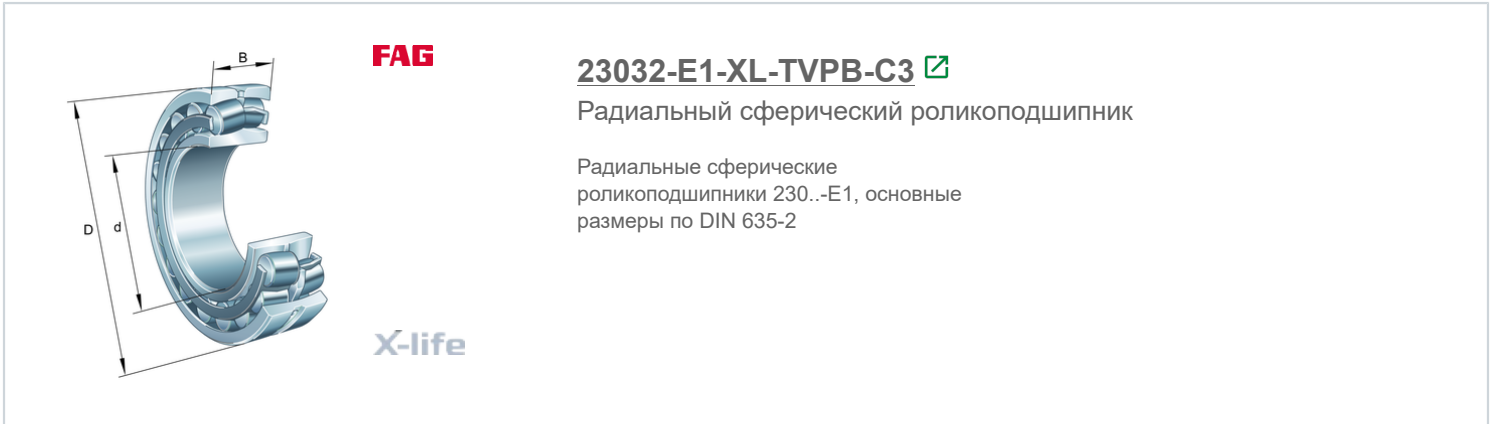 B
FAG
23032-E1-XL-TVPB-C3
Радиальный сферический роликоподшипник
Радиальные сферические
роликоподшипники 230..-E1, основные
размеры по DIN 635-2
D
d
X-life